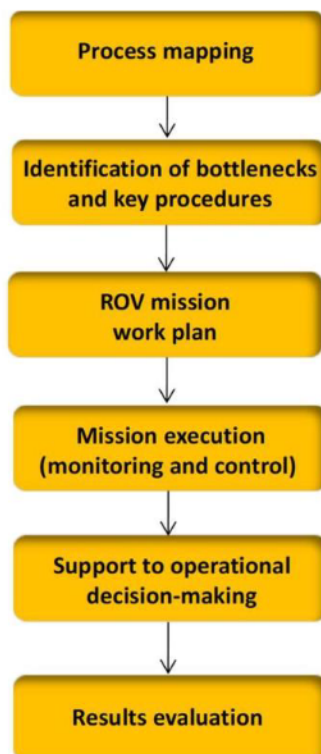 Process mapping
Identification of bottlenecks
and key procedures
ROV mission
work plan
Mission execution
(monitoring and control)
Support to operational
decision-making
Results evaluation